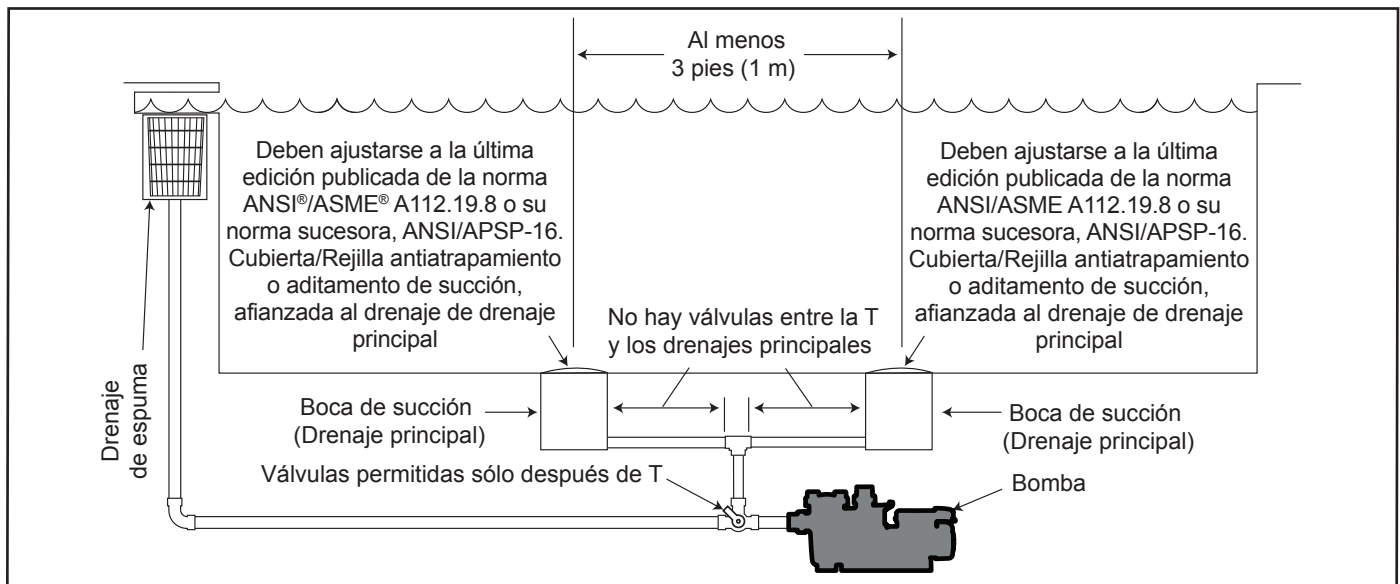 Al menos
3 pies (1 m)
Deben ajustarse a la última
edición publicada de la norma
ANSI®/ASME® A112.19.8 o su
norma sucesora, ANSI/APSP-16.
Cubierta/Rejilla antiatrapamiento
o aditamento de succión,
afianzada al drenaje de drenaje
principal
Deben ajustarse a la última
edición publicada de la norma
ANSI/ASME A112.19.8 o su
norma sucesora, ANSI/APSP-16.
Cubierta/Rejilla antiatrapamiento
o aditamento de succión,
afianzada al drenaje de drenaje
principal
No hay válvulas entre la T
y los drenajes principales
Drenaje
de espuma
Boca de succión
(Drenaje principal)
Boca de succión
(Drenaje principal)
Válvulas permitidas sólo después de T
Bomba